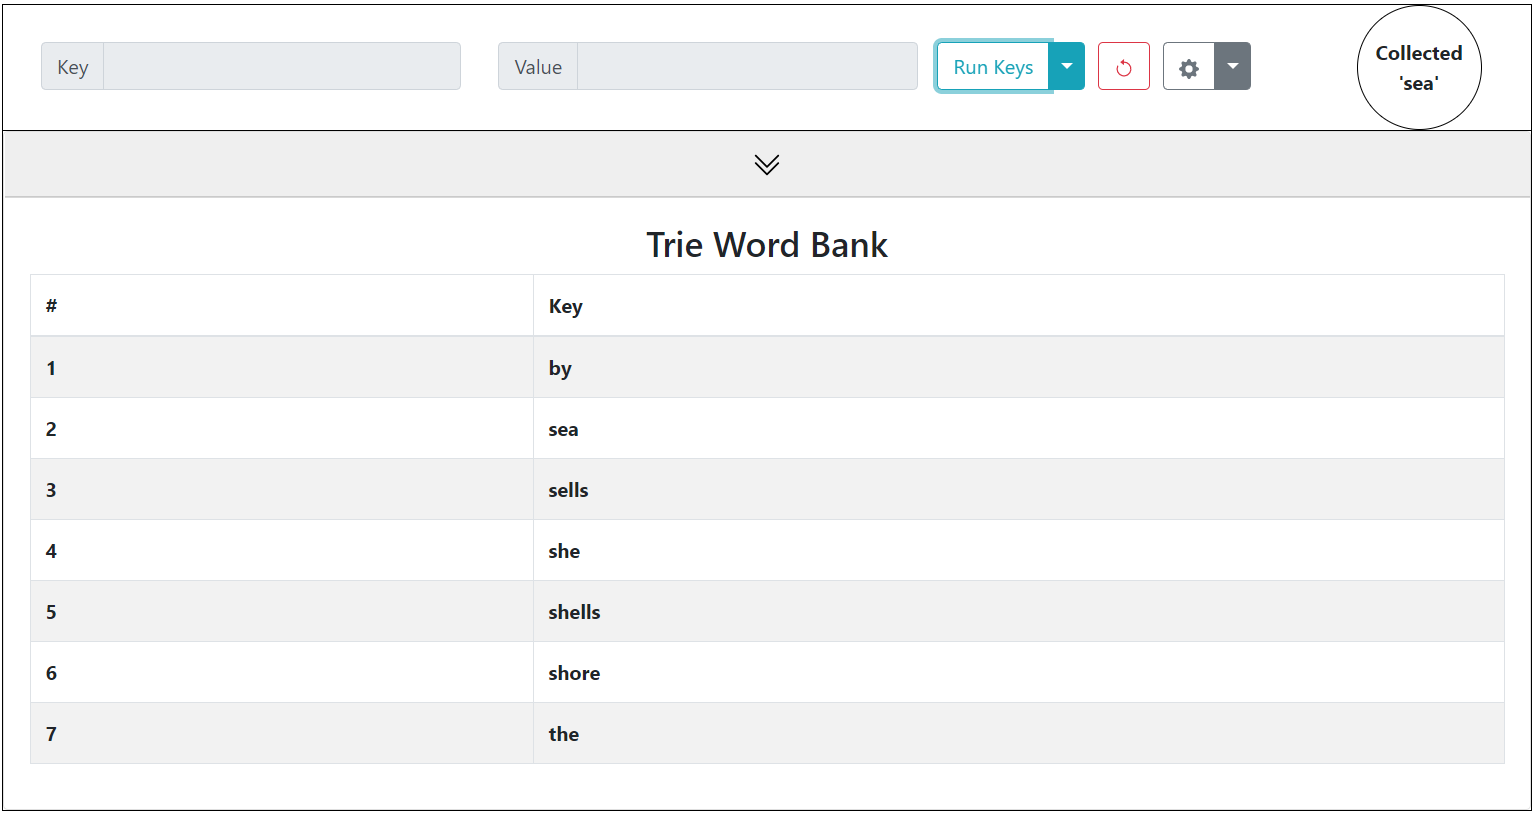 Key Value Run Keys Collected
'sea'
Trie Word Bank
# Key
1 by
2 sea
3 sells
4 she
5 shells
6 shore
7 the